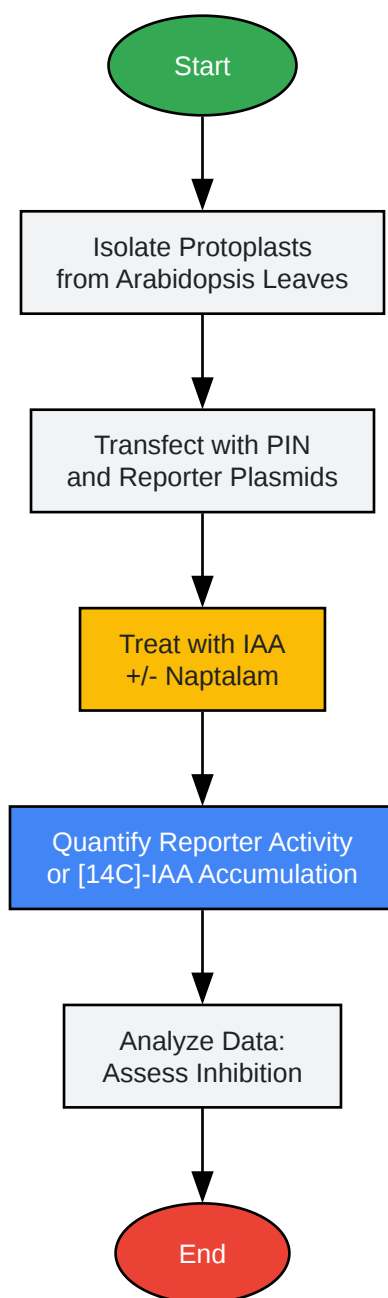 Start
Isolate Protoplasts
from Arabidopsis Leaves
Transfect with PIN
and Reporter Plasmids
Treat with IAA
+/- Naptalam
Quantify Reporter Activity
or [14C]-IAA Accumulation
Analyze Data:
Assess Inhibition
End